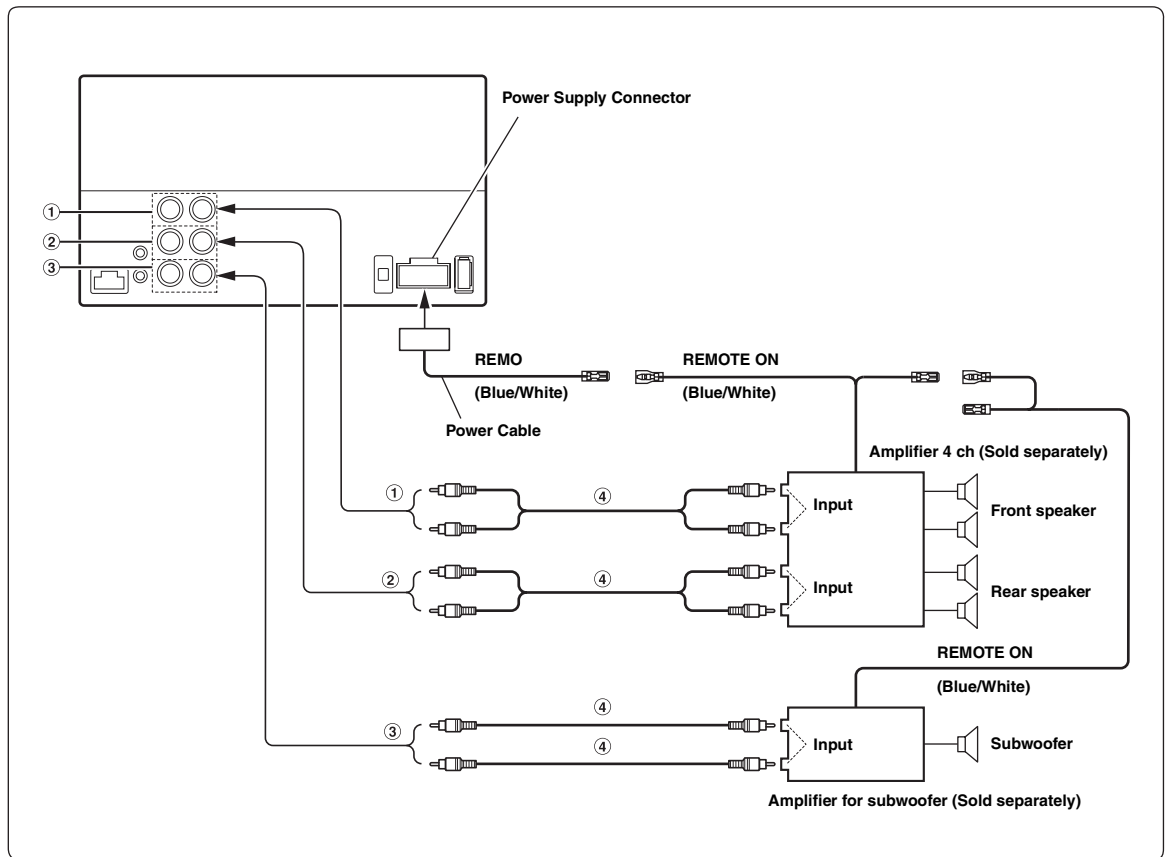 Power Supply Connector
①
②
③
REMO
(Blue/White)
REMOTE ON
(Blue/White)
Power Cable
Amplifier 4 ch (Sold separately)
①
④
Input
Front speaker
②
④
Input
Rear speaker
REMOTE ON
(Blue/White)
③
④
④
Input
Subwoofer
Amplifier for subwoofer (Sold separately)